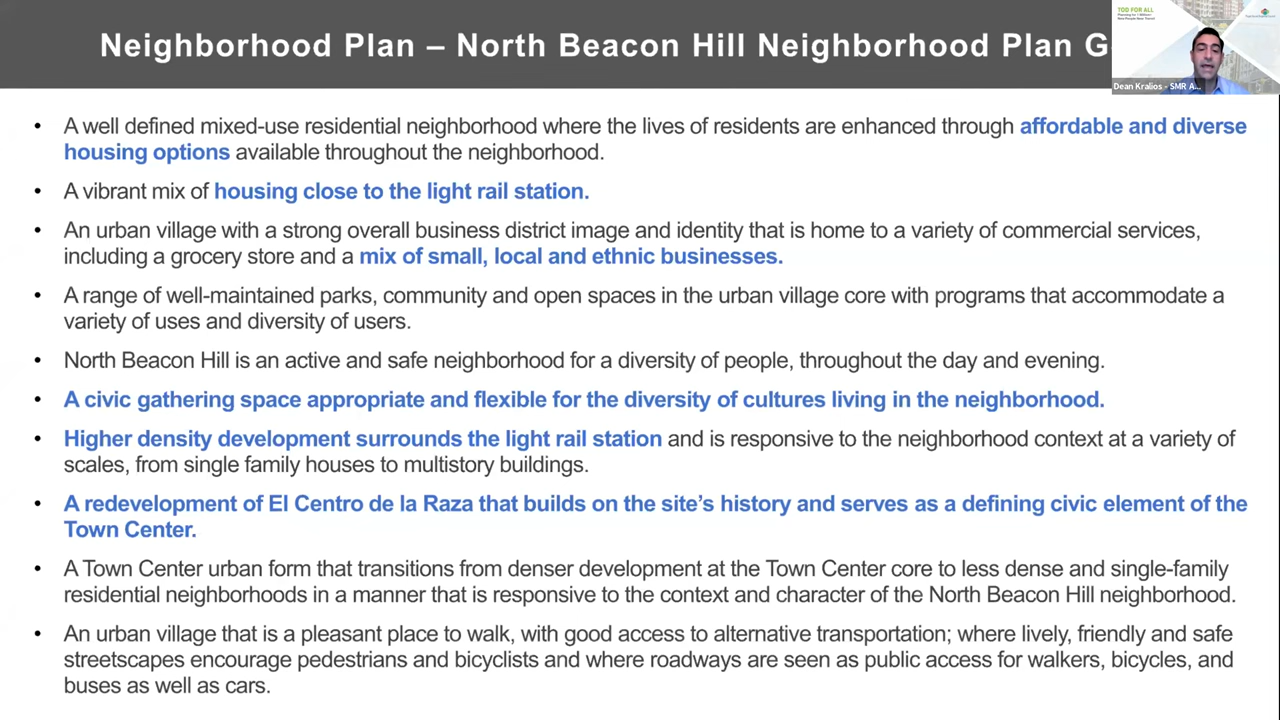 Neighborhood Plan – North Beacon Hill Neighborhood Plan G
TOD FOR ALL
Dean Kralios - SMR A...
• A well defined mixed-use residential neighborhood where the lives of residents are enhanced through affordable and diverse
housing options available throughout the neighborhood.
• A vibrant mix of housing close to the light rail station.
• An urban village with a strong overall business district image and identity that is home to a variety of commercial services,
including a grocery store and a mix of small, local and ethnic businesses.
• A range of well-maintained parks, community and open spaces in the urban village core with programs that accommodate a
variety of uses and diversity of users.
• North Beacon Hill is an active and safe neighborhood for a diversity of people, throughout the day and evening.
• A civic gathering space appropriate and flexible for the diversity of cultures living in the neighborhood.
• Higher density development surrounds the light rail station and is responsive to the neighborhood context at a variety of
scales, from single family houses to multistory buildings.
• A redevelopment of El Centro de la Raza that builds on the site’s history and serves as a defining civic element of the
Town Center.
• A Town Center urban form that transitions from denser development at the Town Center core to less dense and single-family
residential neighborhoods in a manner that is responsive to the context and character of the North Beacon Hill neighborhood.
• An urban village that is a pleasant place to walk, with good access to alternative transportation; where lively, friendly and safe
streetscapes encourage pedestrians and bicyclists and where roadways are seen as public access for walkers, bicycles, and
buses as well as cars.